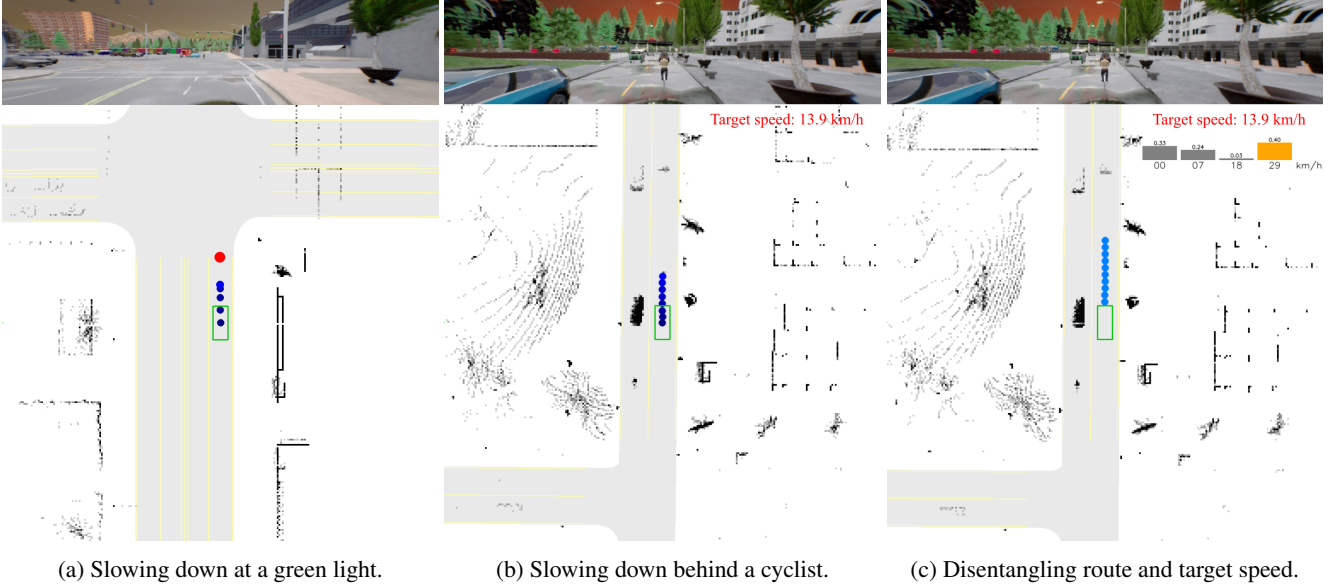 Target speed: 13.9 km/h
Target speed: 13.9 km/h
0.33 0.24 0.03 0.40
00 07 18 29 km/h
(a) Slowing down at a green light.
(b) Slowing down behind a cyclist.
(c) Disentangling route and target speed.